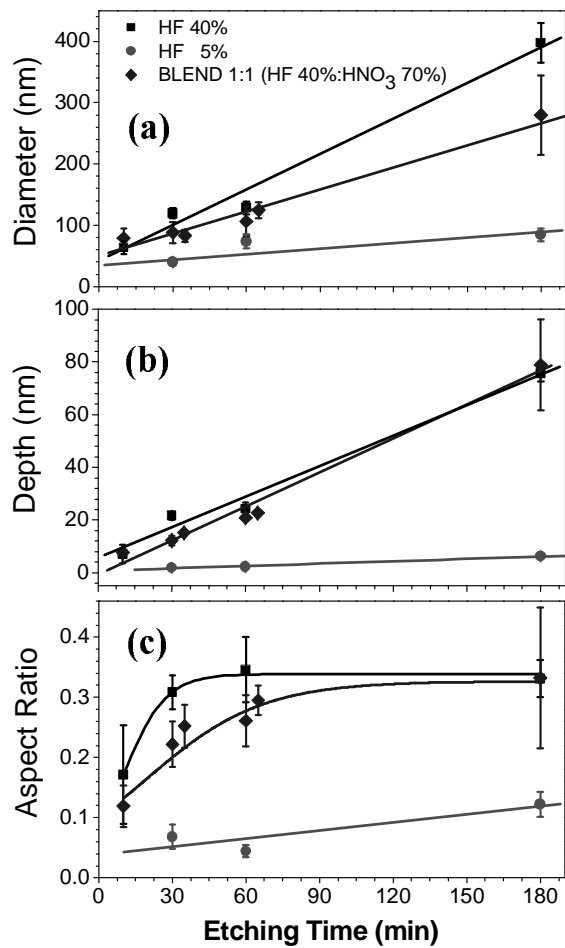 HF 40%
HF 5%
BLEND 1:1 (HF 40%:HNO3 70%)
(a)
Diameter (nm)
400
300
200
100
0
(b)
Depth (nm)
100
80
60
40
20
0
(c)
Aspect Ratio
0.4
0.3
0.2
0.1
0.0
0 30 60 90 120 150 180
Etching Time (min)